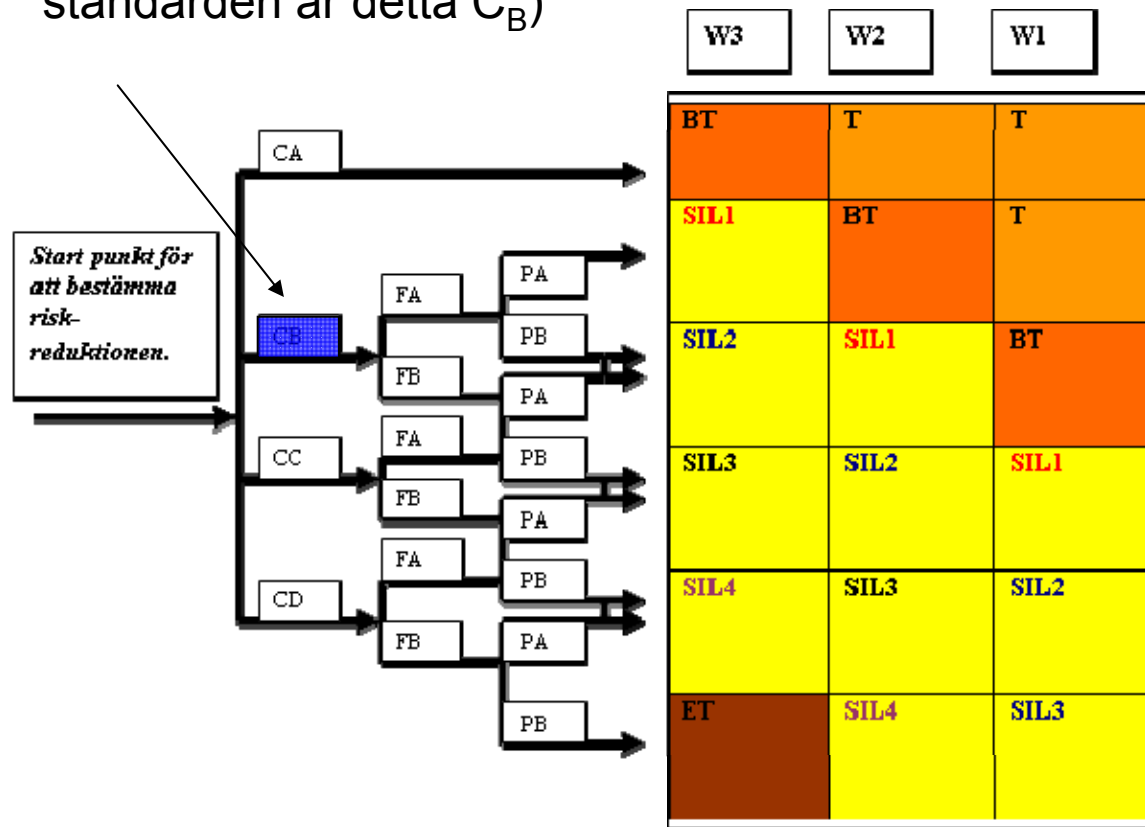 standarden är detta CB)
W3 W2 W1
Start punkt för
att bestämma
risk-
reduktionen.
CA
CB
CC
CD
FA
FB
FA
FB
FA
FB
PA
PB
PA
PB
PA
PB
PA
PB
BT T T
SIL1 BT T
SIL2 SIL1 BT
SIL3 SIL2 SIL1
SIL4 SIL3 SIL2
ET SIL4 SIL3